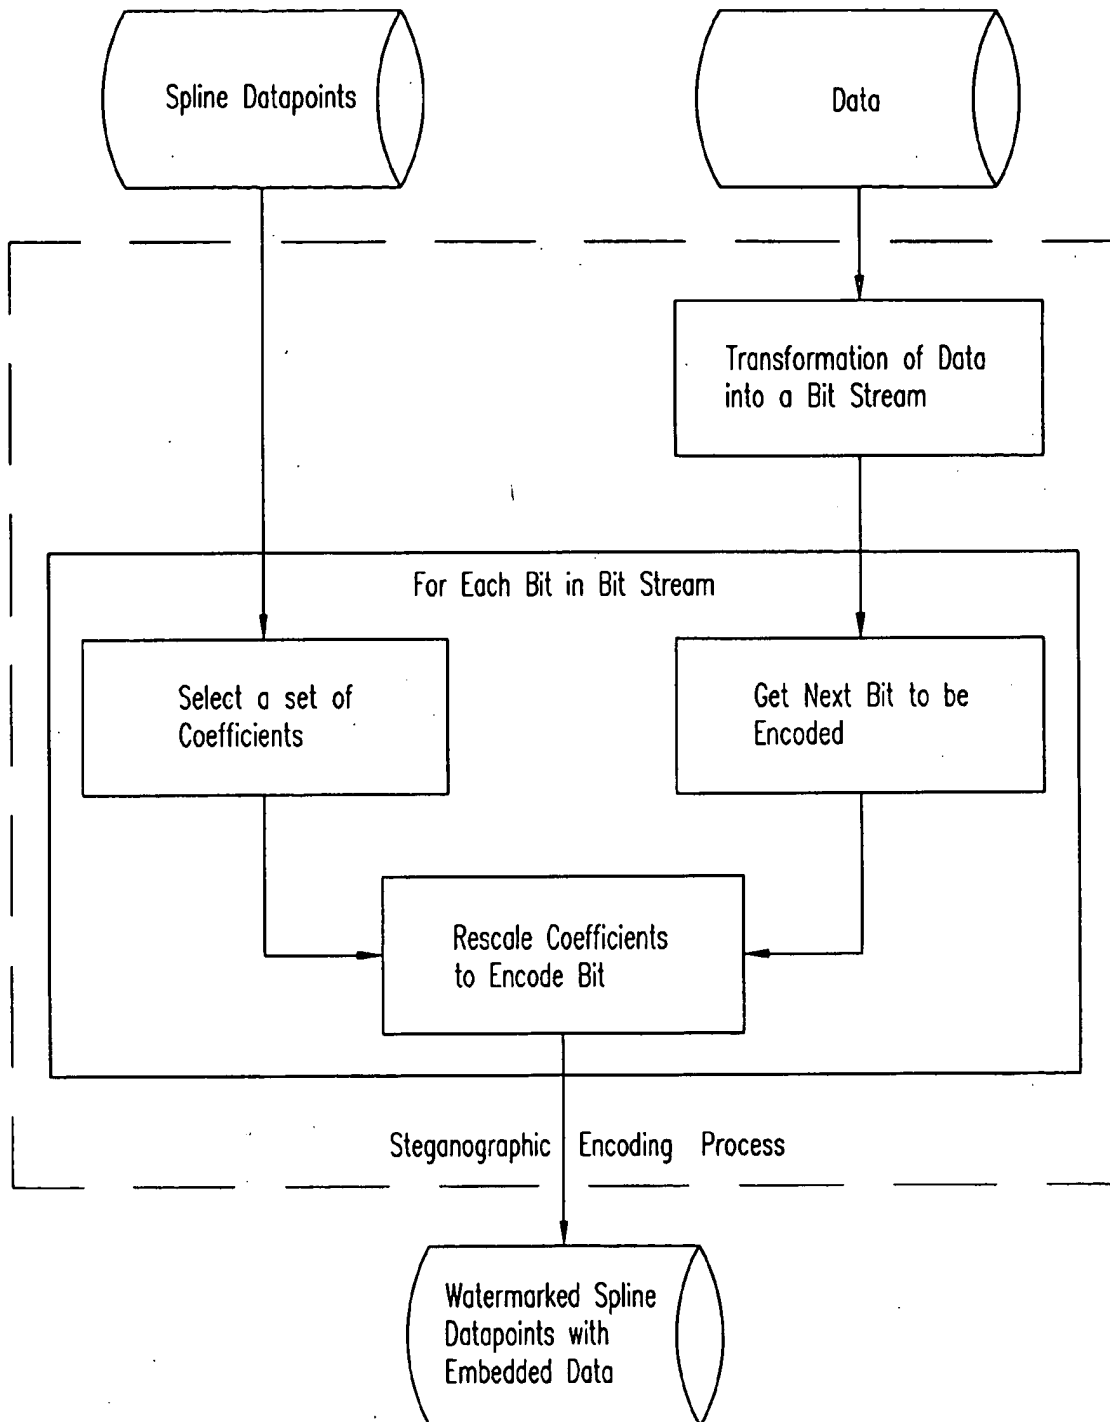 Spline Datapoints
Data
Transformation of Data
into a Bit Stream
For Each Bit in Bit Stream
Select a set of
Coefficients
Get Next Bit to be
Encoded
Rescale Coefficients
to Encode Bit
Steganographic Encoding Process
Watermarked Spline
Datapoints with
Embedded Data